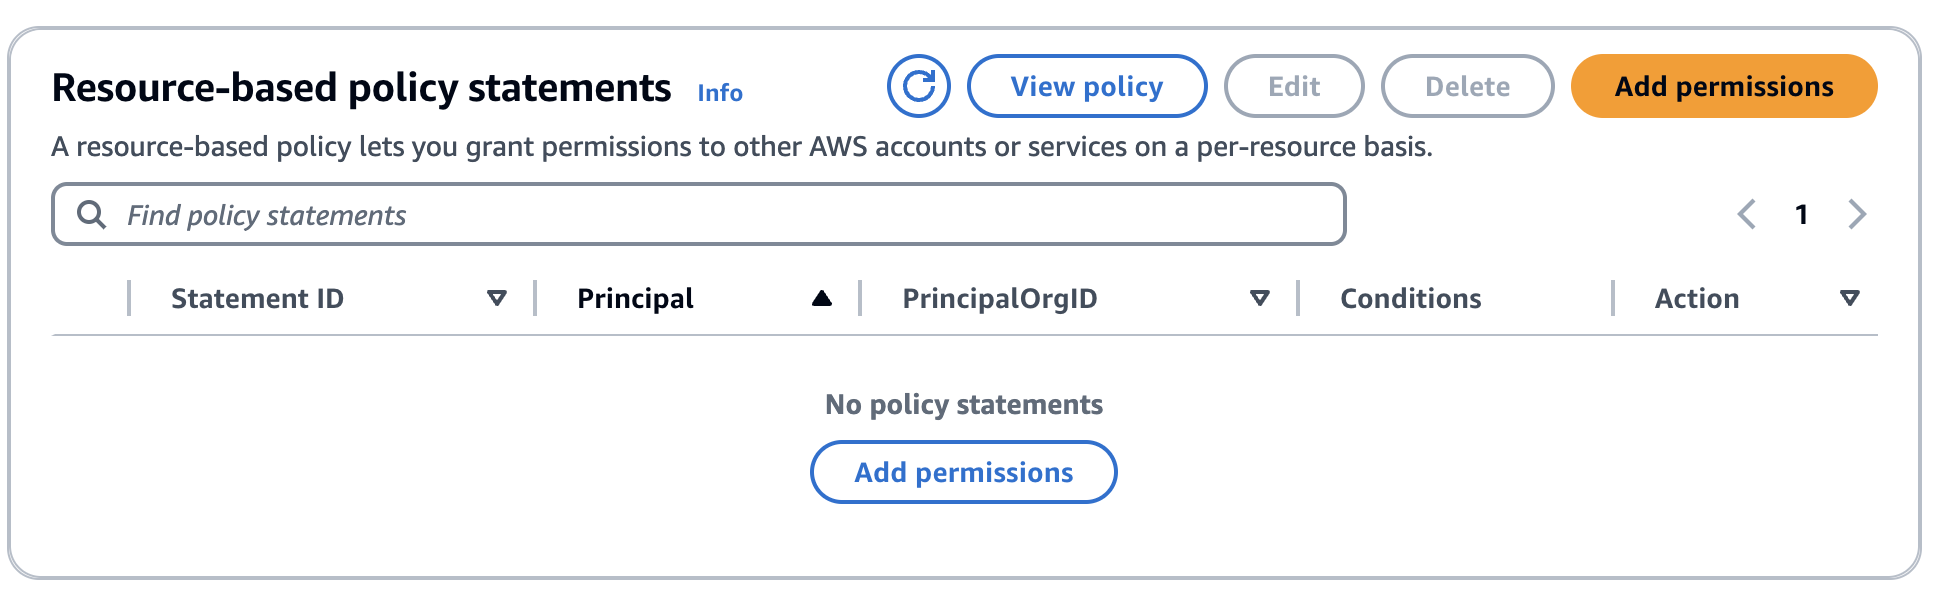 Resource-based policy statements Info View policy Edit Delete Add permissions
A resource-based policy lets you grant permissions to other AWS accounts or services on a per-resource basis.
Find policy statements 1
Statement ID Principal PrincipalOrgID Conditions Action
No policy statements
Add permissions